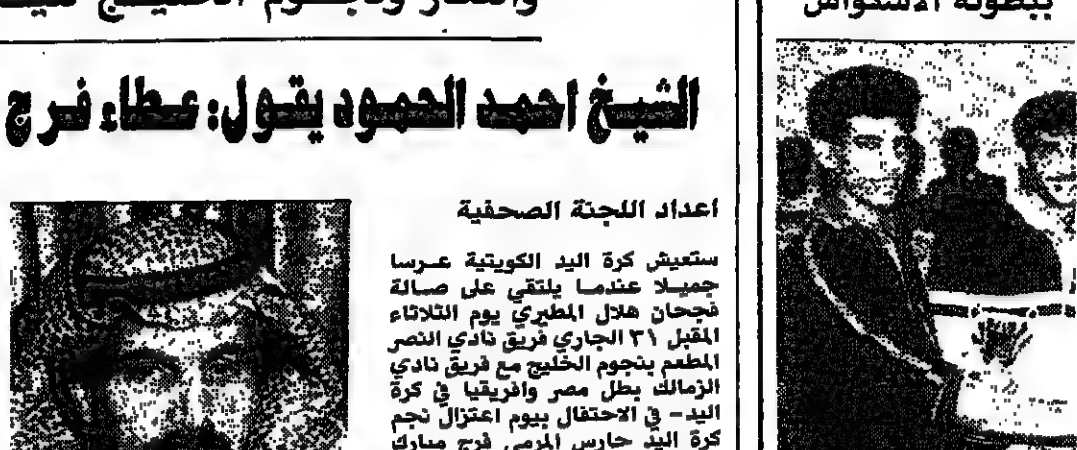 ببطولة الاسكواش
الشيخ احمد الحمود يقول: عطاء فرج
اعداد اللجنة الصحفية
ستعيش كرة اليد الكويتية عرسا
جميلا عندما يلتقي على صالة
فجحان هلال المطيري يوم الثلاثاء
المقبل ٣١ الجاري فريق نادي النصر
المطعم بنجوم الخليج مع فريق نادي
الزمالك بطل مصر وافريقيا في كرة
اليد - في الاحتفال بيوم اعتزال نجم
كرة اليد حارس المرمى فرج مبارك